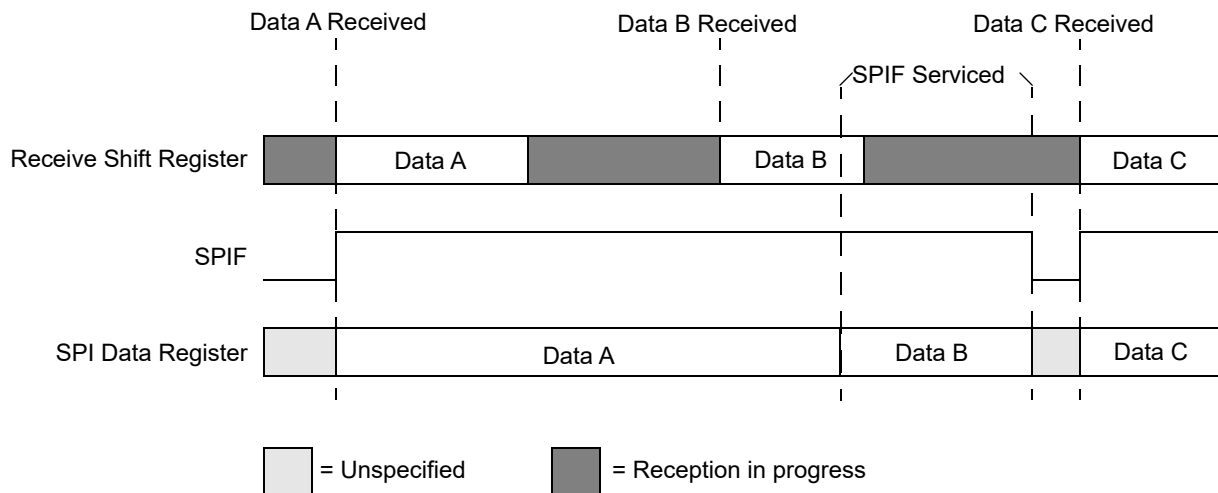 Data A Received
Data B Received
Data C Received
SPIF Serviced
Receive Shift Register
Data A
Data B
Data C
SPIF
SPI Data Register
Data A
Data B
Data C
= Unspecified
= Reception in progress